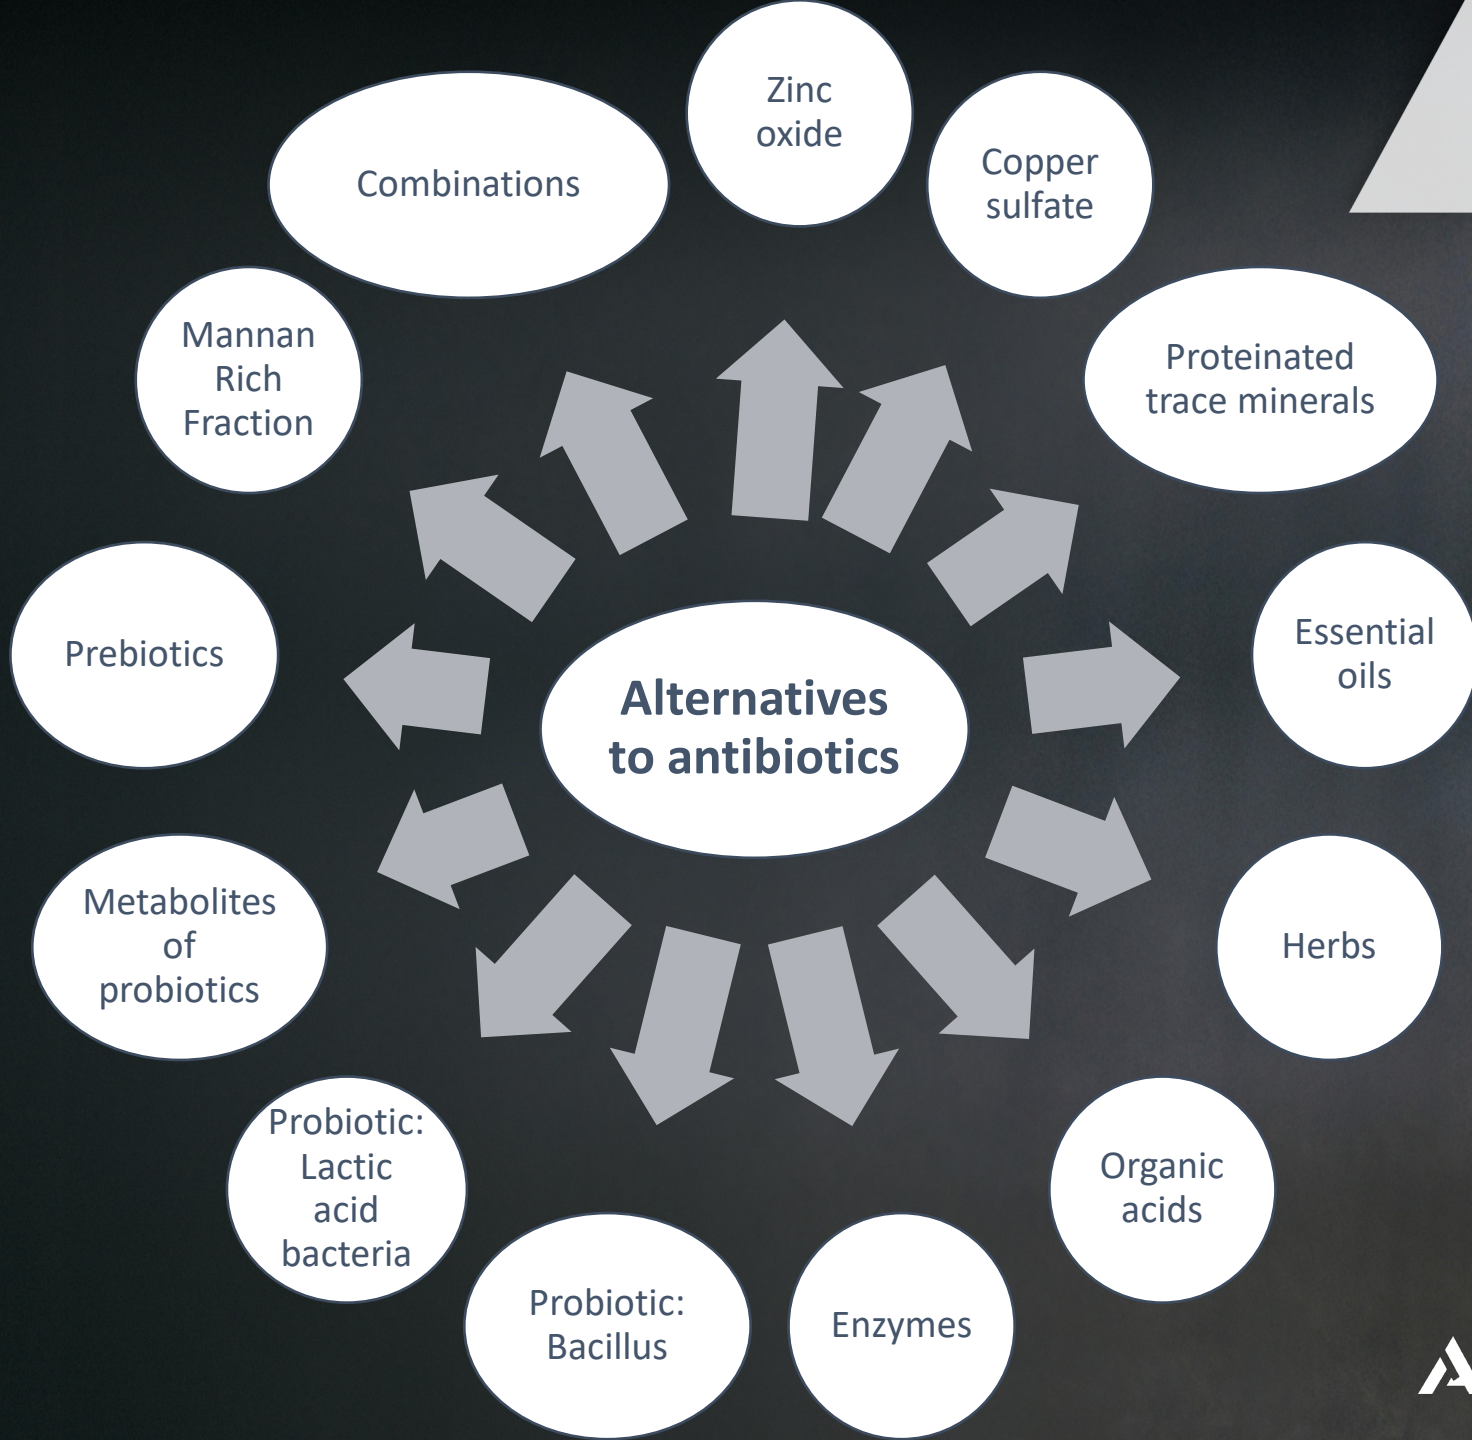 Zinc
oxide
Copper
sulfate
Proteinated
trace minerals
Essential
oils
Herbs
Organic
acids
Enzymes
Probiotic:
Bacillus
Probiotic:
Lactic
acid
bacteria
Metabolites
of
probiotics
Prebiotics
Mannan
Rich
Fraction
Combinations
Alternatives
to antibiotics